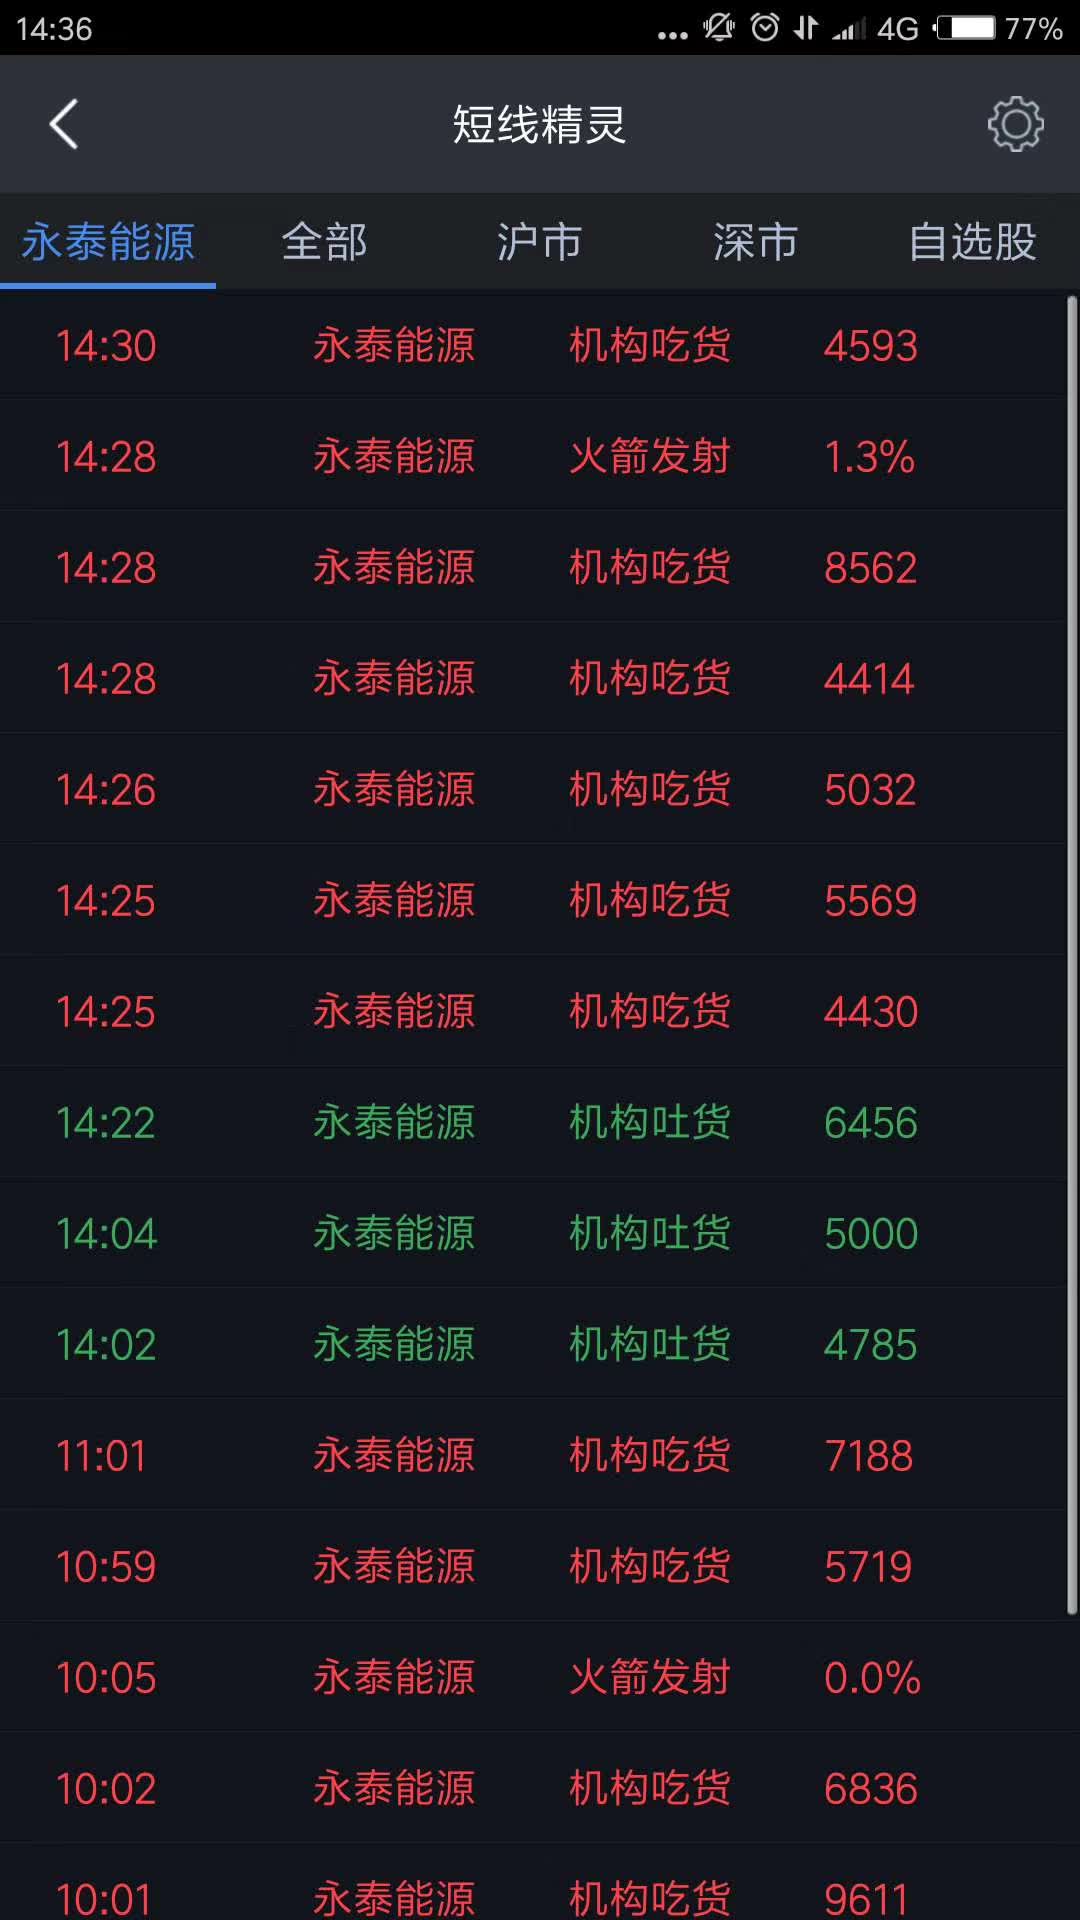 14:36 ... 4G 77%
短线精灵
永泰能源 全部 沪市 深市 自选股
14:30 永泰能源 机构吃货 4593
14:28 永泰能源 火箭发射 1.3%
14:28 永泰能源 机构吃货 8562
14:28 永泰能源 机构吃货 4414
14:26 永泰能源 机构吃货 5032
14:25 永泰能源 机构吃货 5569
14:25 永泰能源 机构吃货 4430
14:22 永泰能源 机构吐货 6456
14:04 永泰能源 机构吐货 5000
14:02 永泰能源 机构吐货 4785
11:01 永泰能源 机构吃货 7188
10:59 永泰能源 机构吃货 5719
10:05 永泰能源 火箭发射 0.0%
10:02 永泰能源 机构吃货 6836
10:01 永泰能源 机构吃货 9611